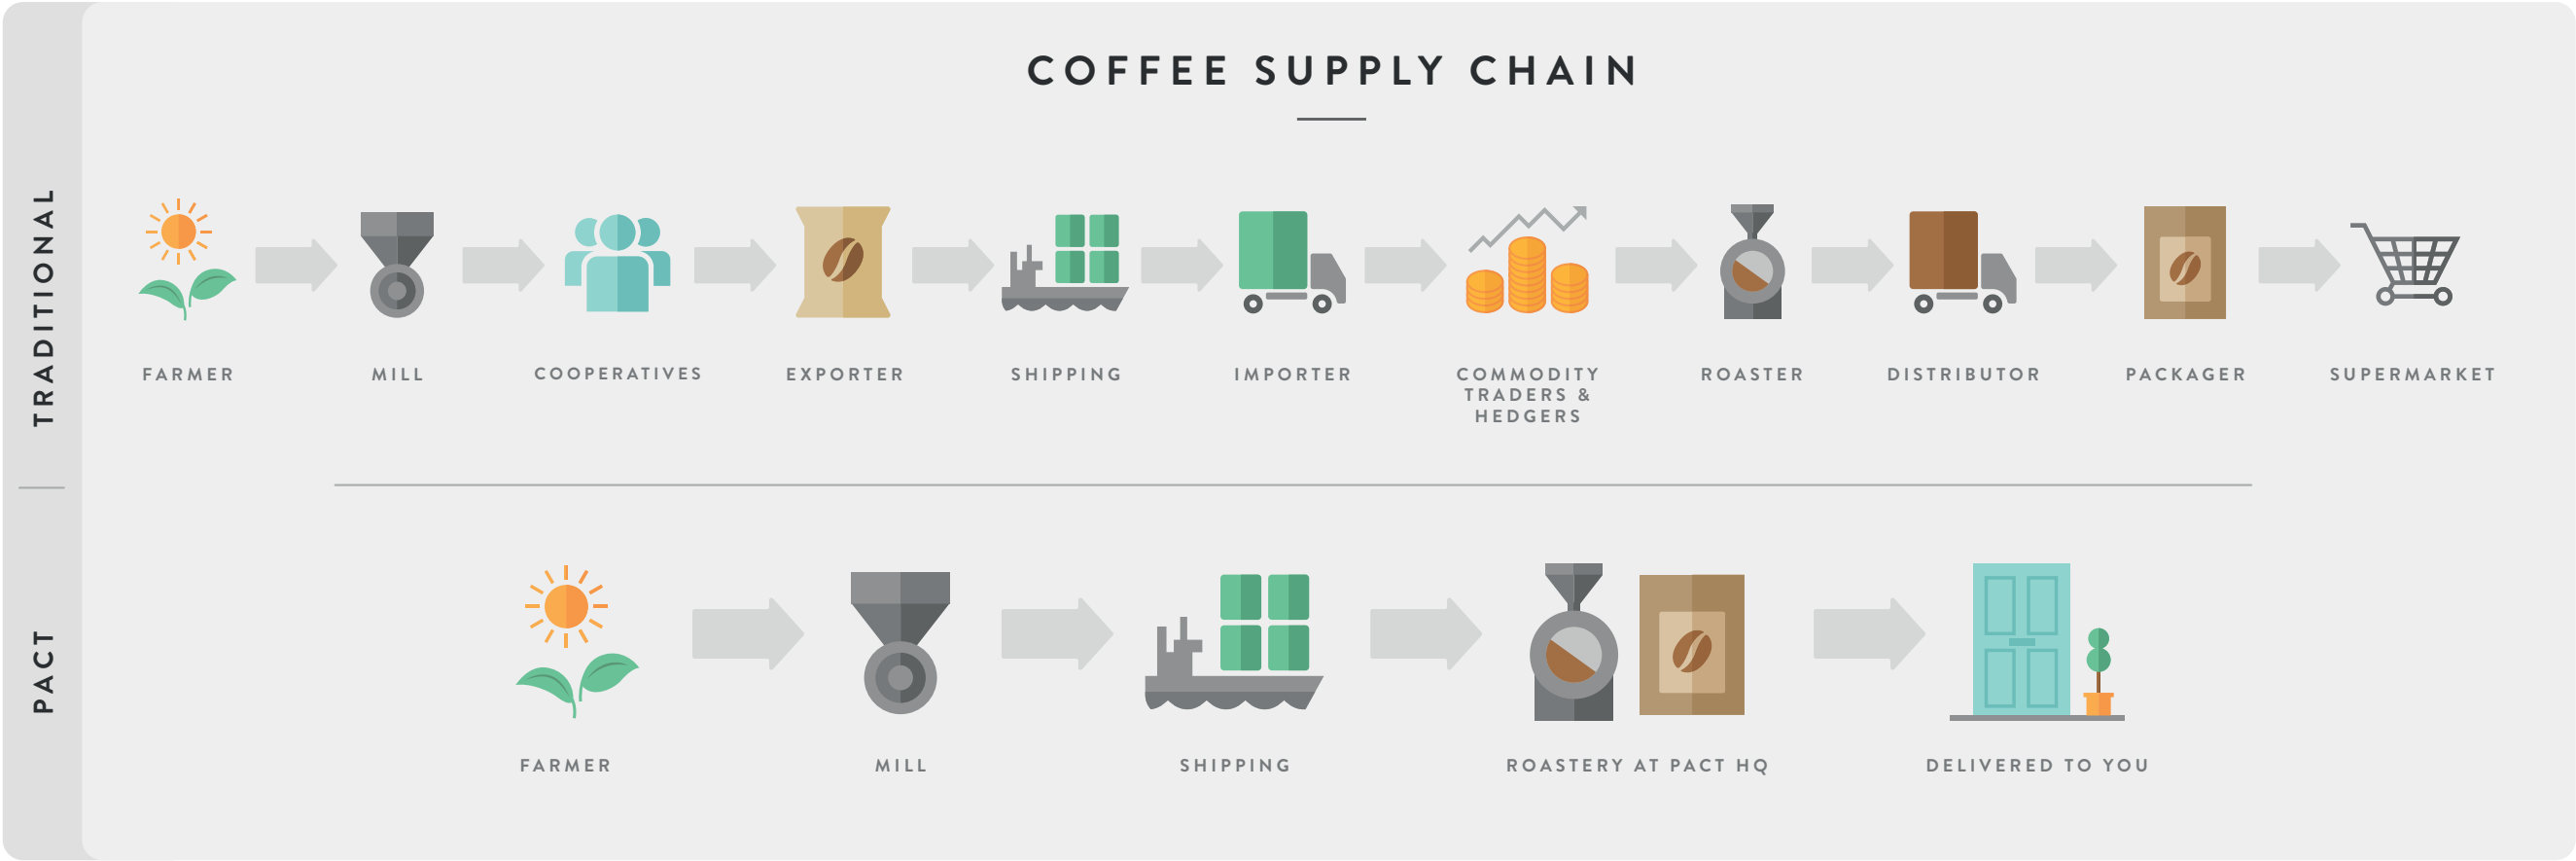 COFFEE SUPPLY CHAIN
TRADITIONAL
FARMER
MILL
COOPERATIVES
EXPORTER
SHIPPING
IMPORTER
COMMODITY
TRADERS &
HEDGERS
ROASTER
DISTRIBUTOR
PACKAGER
SUPERMARKET
PACT
FARMER
MILL
SHIPPING
ROASTERY AT PACT HQ
DELIVERED TO YOU